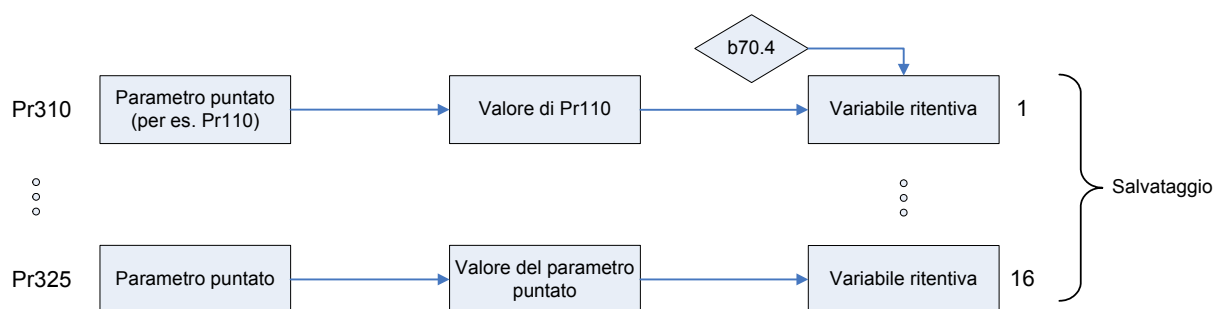 b70.4
Pr310
Parametro puntato
(per es. Pr110)
Valore di Pr110
Variabile ritentiva
1
Salvataggio
Pr325
Parametro puntato
Valore del parametro
puntato
Variabile ritentiva
16